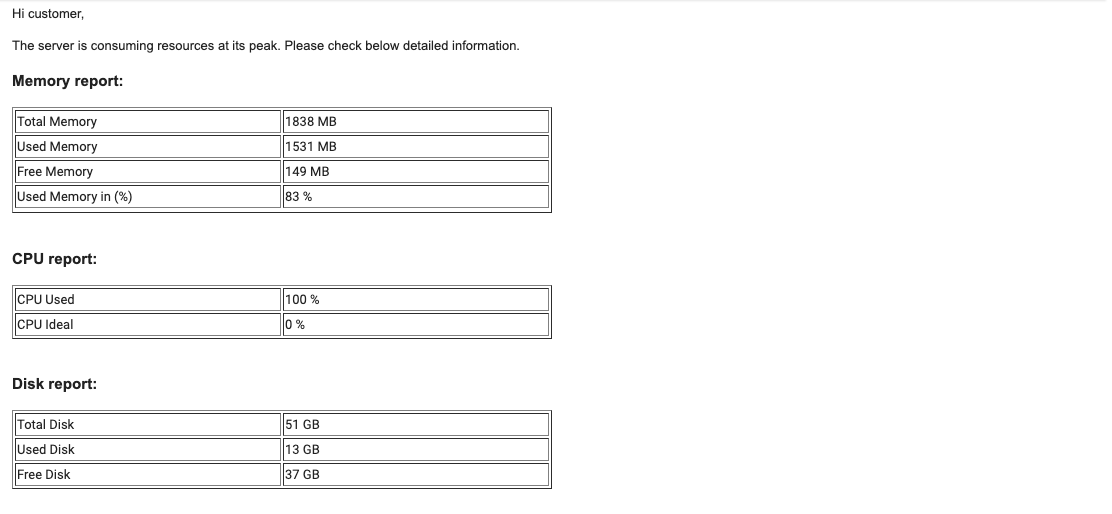 Hi customer,
The server is consuming resources at its peak. Please check below detailed information.
Memory report:
Total Memory 1838 MB
Used Memory 1531 MB
Free Memory 149 MB
Used Memory in (%) 83 %
CPU report:
CPU Used 100 %
CPU Ideal 0 %
Disk report:
Total Disk 51 GB
Used Disk 13 GB
Free Disk 37 GB